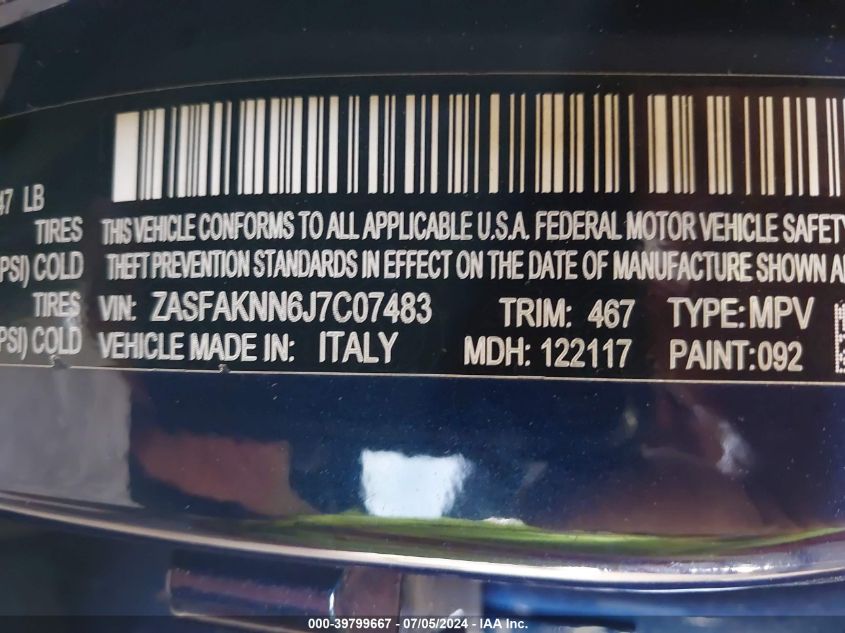 47 LB
TIRES THIS VEHICLE CONFORMS TO ALL APPLICABLE U.S.A. FEDERAL MOTOR VEHICLE SAFETY
PSI) COLD THEFT PREVENTION STANDARDS IN EFFECT ON THE DATE OF MANUFACTURE SHOWN
TIRES VIN: ZASFAKNN6J7C07483 TRIM: 467 TYPE: MPV
PSI) COLD VEHICLE MADE IN: ITALY MDH: 122117 PAINT: 092
000-39799667 - 07/05/2024 - IAA Inc.